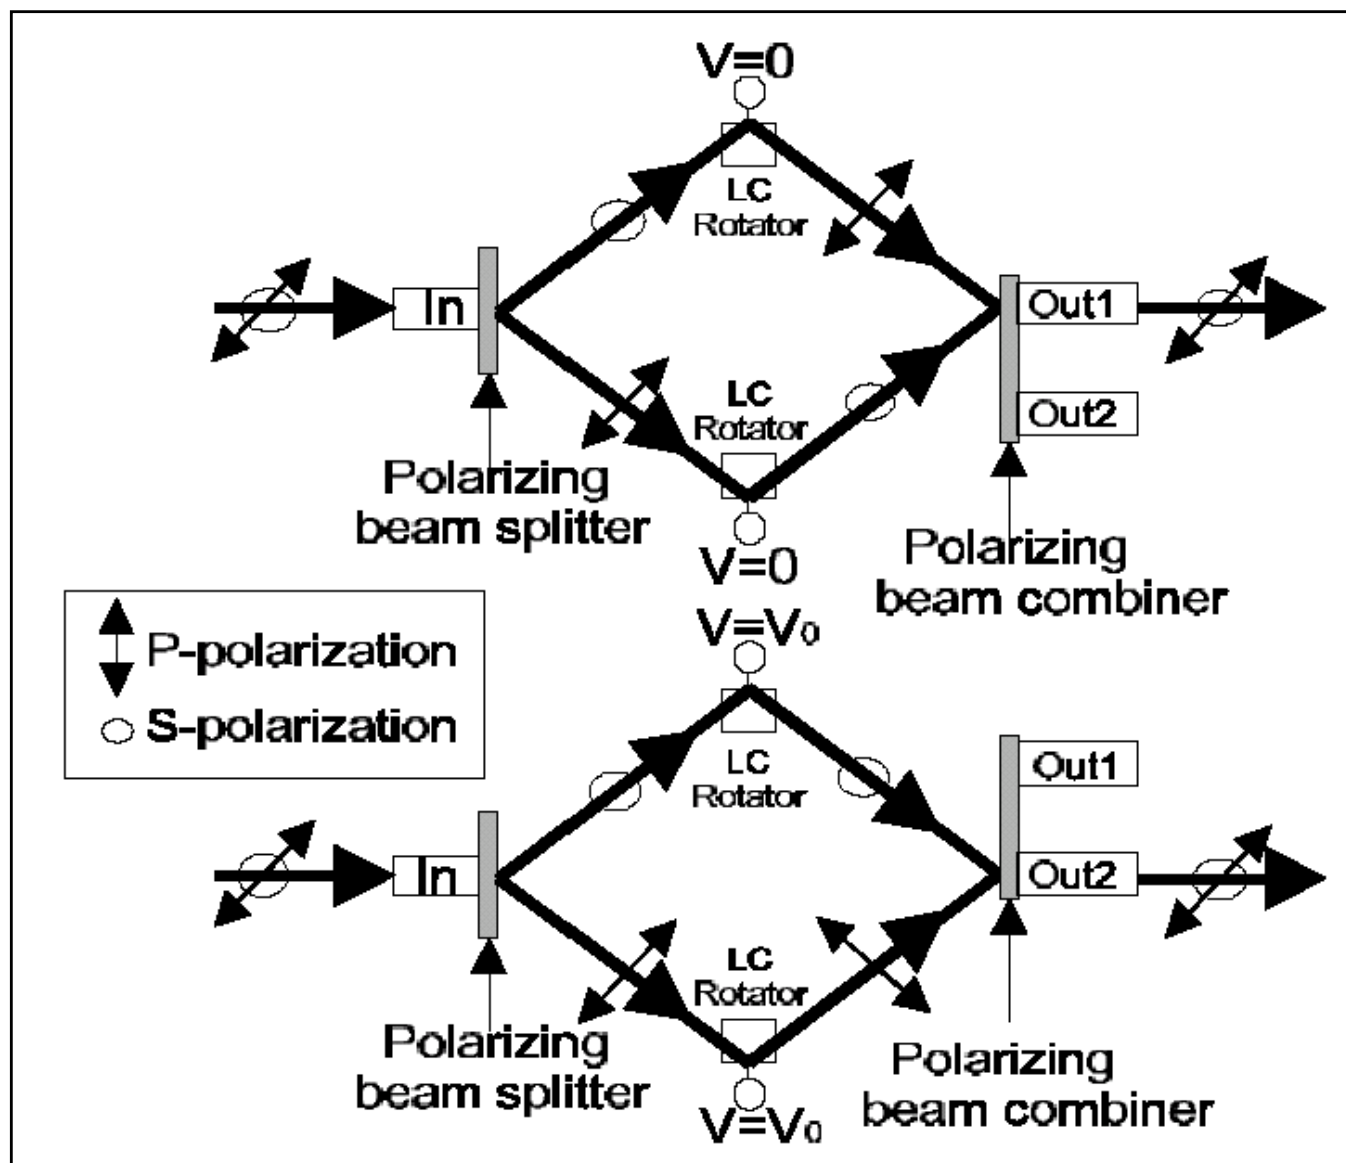 V=0
LC
Rotator
In
Out1
LC
Rotator
Out2
Polarizing
beam splitter
V=0
Polarizing
beam combiner
P-polarization
S-polarization
V=V₀
LC
Rotator
Out1
In
Out2
LC
Rotator
Polarizing
beam splitter
Polarizing
beam combiner
V=V₀